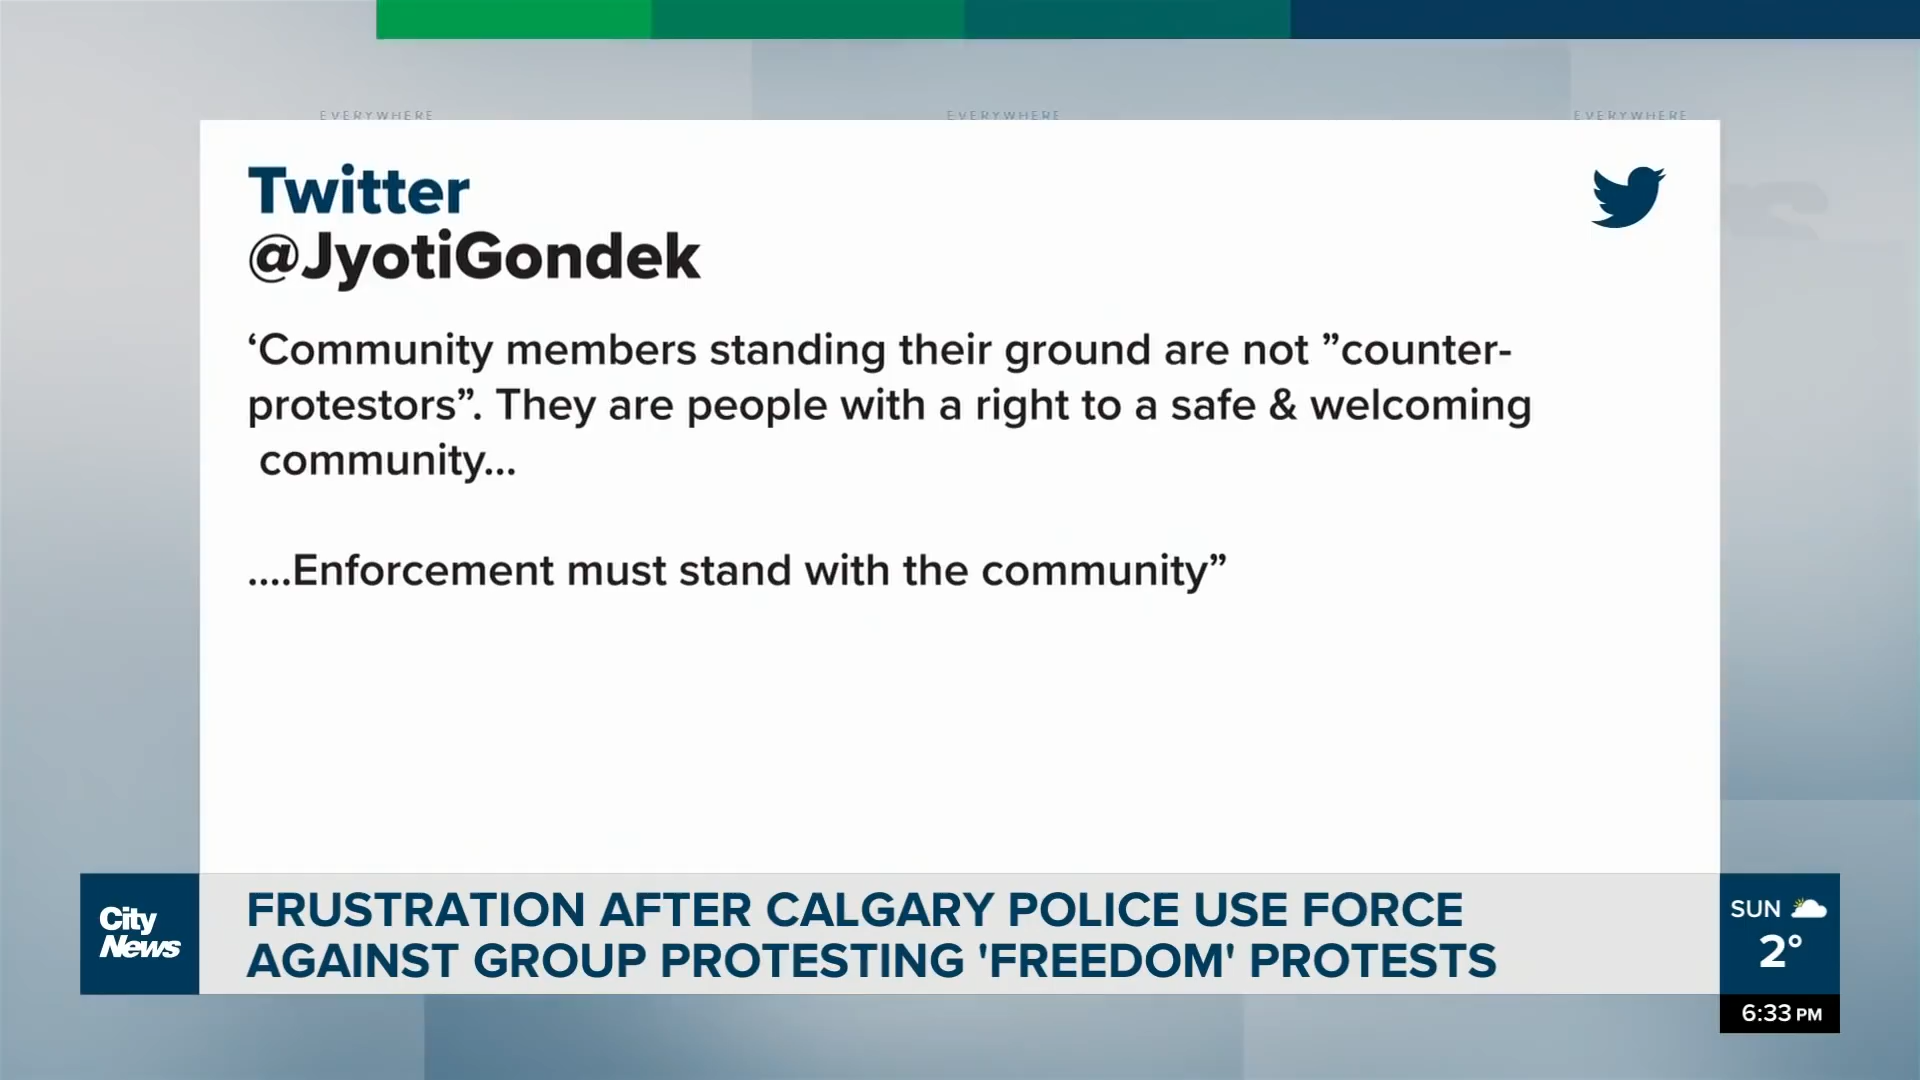 EVERYWHERE EVERYWHERE EVERYWHERE
Twitter
@JyotiGondek
‘Community members standing their ground are not ”counter-
protestors”. They are people with a right to a safe & welcoming
community...
....Enforcement must stand with the community”
City
News
FRUSTRATION AFTER CALGARY POLICE USE FORCE
AGAINST GROUP PROTESTING 'FREEDOM' PROTESTS
SUN
2°
6:33 PM